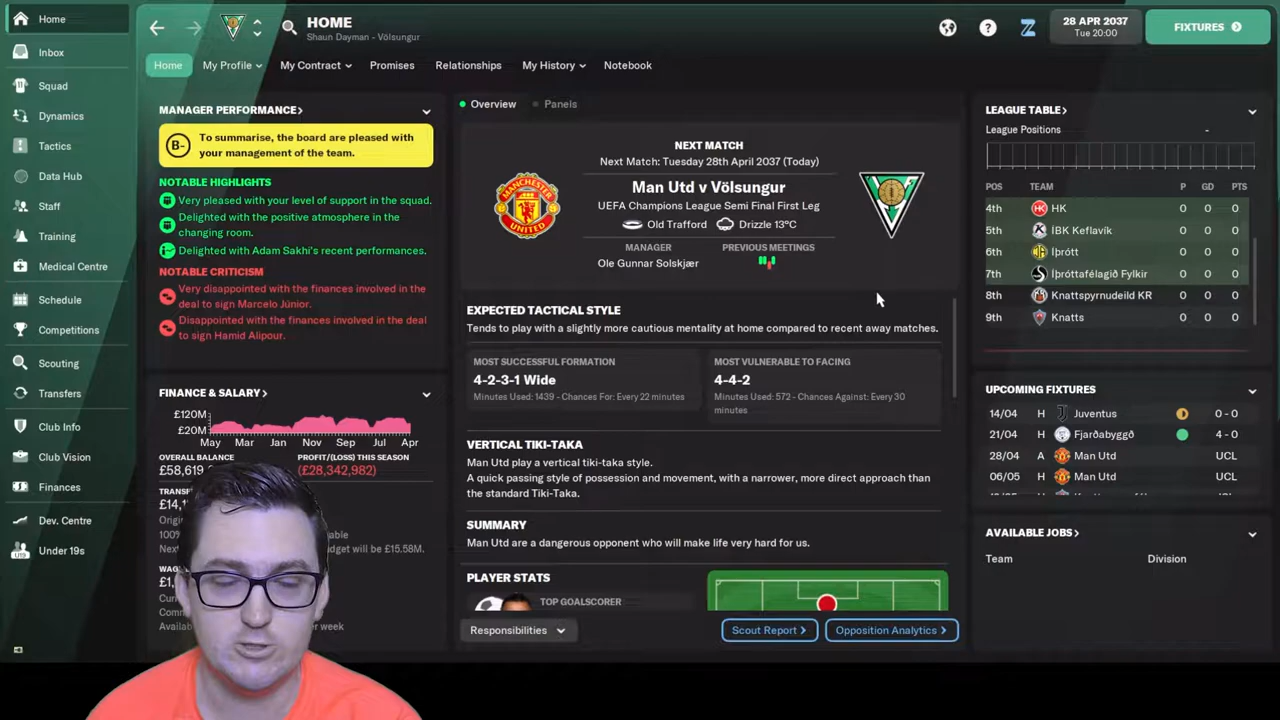 Home
Inbox
Squad
Dynamics
Tactics
Data Hub
Staff
Training
Medical Centre
Schedule
Competitions
Scouting
Transfers
Club Info
Club Vision
Finances
Dev. Centre
Under 19s
HOME
Shaun Dayman - Völsungur
28 APR 2037
Tue 20:00
FIXTURES
Home
My Profile
My Contract
Promises
Relationships
My History
Notebook
MANAGER PERFORMANCE>
B-
To summarise, the board are pleased with
your management of the team.
NOTABLE HIGHLIGHTS
Very pleased with your level of support in the squad.
Delighted with the positive atmosphere in the
changing room.
Delighted with Adam Sakhi's recent performances.
NOTABLE CRITICISM
Very disappointed with the finances involved in the
deal to sign Marcelo Júnior.
Disappointed with the finances involved in the deal
to sign Hamid Alipour.
FINANCE & SALARY>
£120M
£20M
May Mar Jan Nov Sep Jul Apr
OVERALL BALANCE
PROFIT/(LOSS) THIS SEASON
£58,619
(£28,342,982)
udget will be £15.58M.
per week
Overview
Panels
NEXT MATCH
Next Match: Tuesday 28th April 2037 (Today)
Man Utd v Völsungur
UEFA Champions League Semi Final First Leg
Old Trafford
Drizzle 13°C
MANAGER
Ole Gunnar Solskjær
PREVIOUS MEETINGS
EXPECTED TACTICAL STYLE
Tends to play with a slightly more cautious mentality at home compared to recent away matches.
MOST SUCCESSFUL FORMATION
4-2-3-1 Wide
Minutes Used: 1439 - Chances For: Every 22 minutes
MOST VULNERABLE TO FACING
4-4-2
Minutes Used: 572 - Chances Against: Every 30
minutes
VERTICAL TIKI-TAKA
Man Utd play a vertical tiki-taka style.
A quick passing style of possession and movement, with a narrower, more direct approach than
the standard Tiki-Taka.
SUMMARY
Man Utd are a dangerous opponent who will make life very hard for us.
PLAYER STATS
TOP GOALSCORER
Responsibilities
Scout Report >
Opposition Analytics >
LEAGUE TABLE>
League Positions
-
POS TEAM P GD PTS
4th HK 0 0 0
5th ÍBK Keflavík 0 0 0
6th Íþrótt 0 0 0
7th Íþróttafélagið Fylkir 0 0 0
8th Knattspyrnudeild KR 0 0 0
9th Knatts 0 0 0
UPCOMING FIXTURES
14/04 H Juventus 0 - 0
21/04 H Fjarðabyggð 4 - 0
28/04 A Man Utd UCL
06/05 H Man Utd UCL
AVAILABLE JOBS>
Team
Division